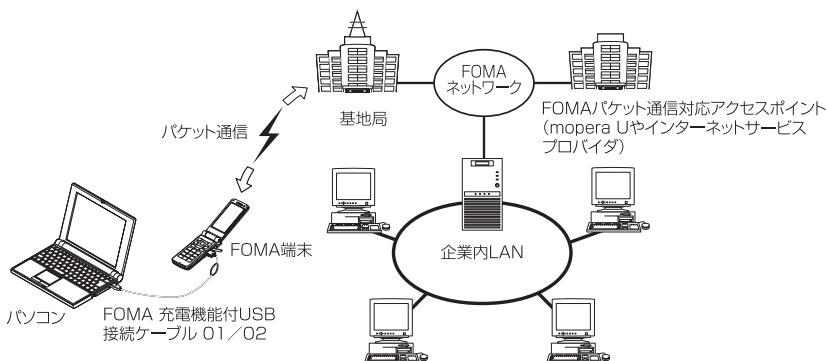 FOMA
ネットワーク
基地局
FOMAパケット通信対応アクセスポイント
（mopera Uやインターネットサービス
プロバイダ）
パケット通信
FOMA端末
企業内LAN
パソコン
FOMA 充電機能付USB
接続ケーブル 01／02